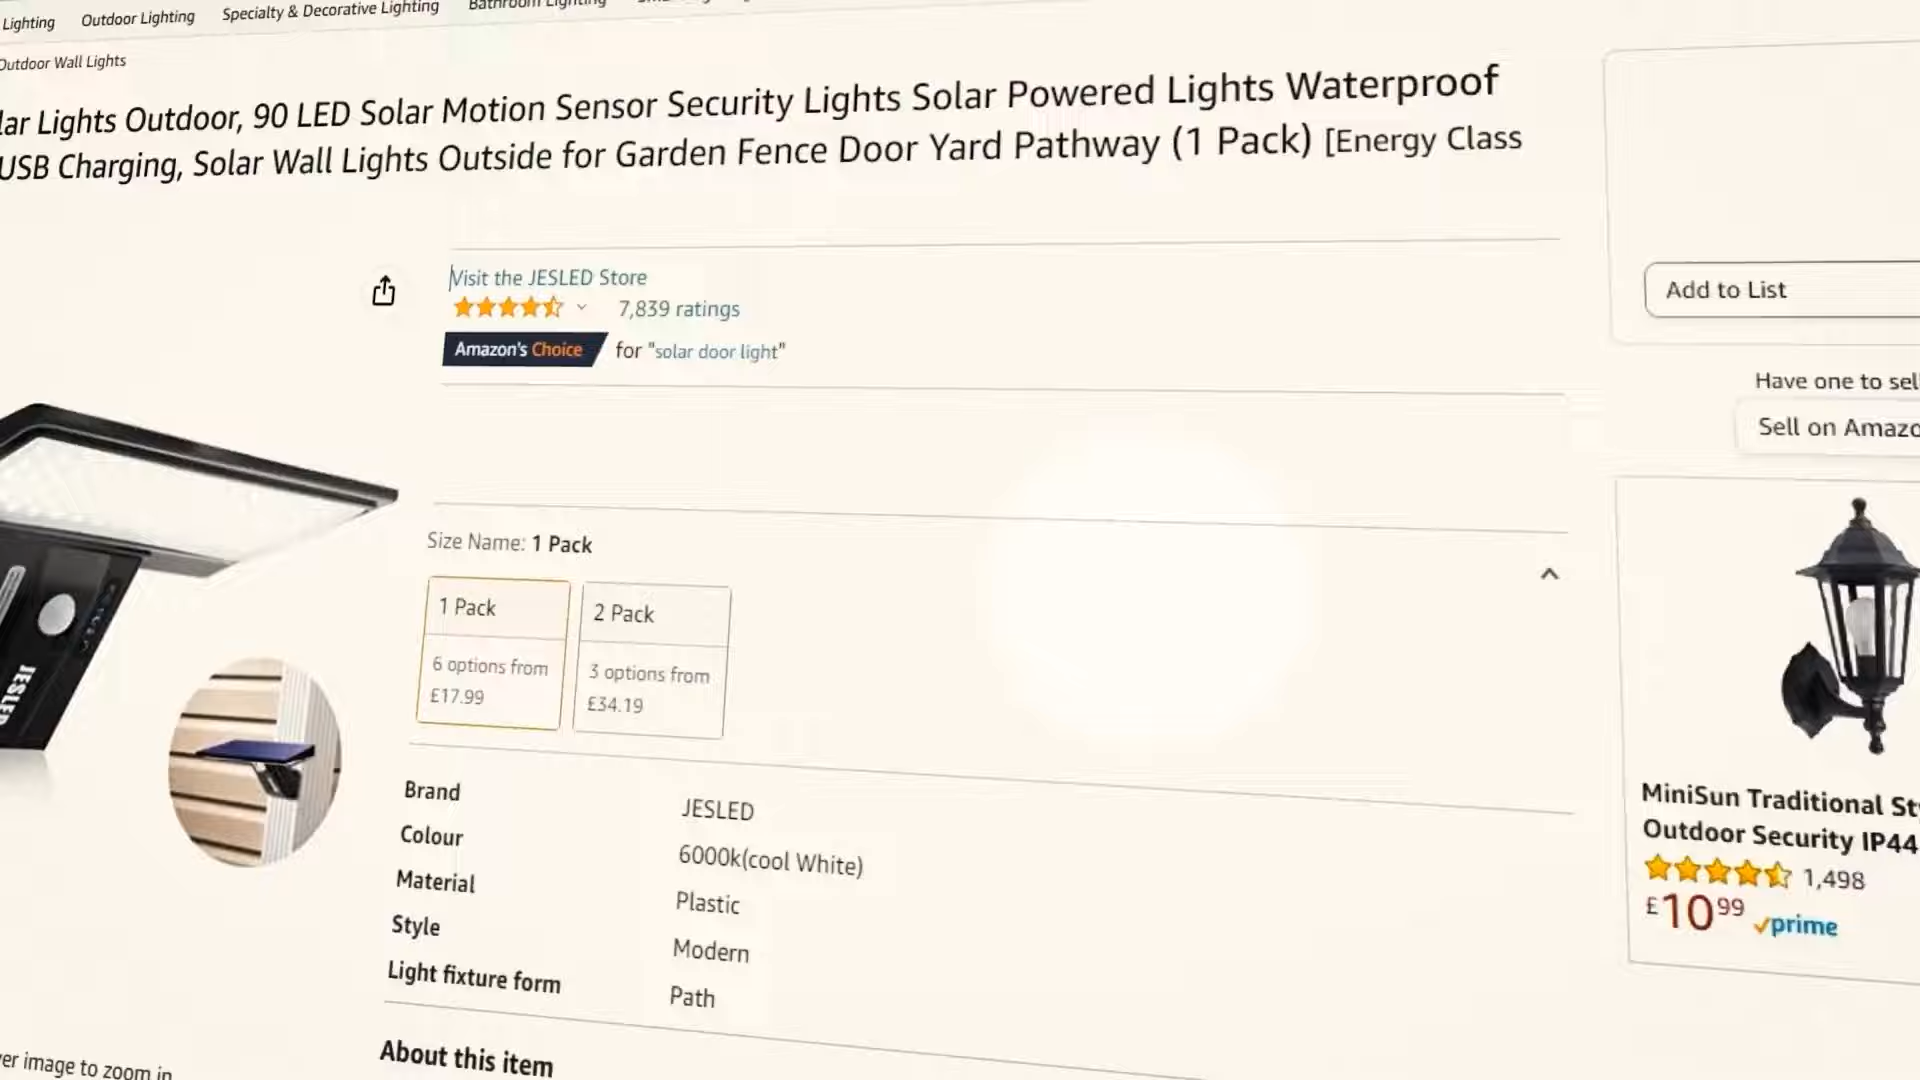 Lighting
Outdoor Lighting
Specialty & Decorative Lighting
Bathroom Lighting
Outdoor Wall Lights
lar Lights Outdoor, 90 LED Solar Motion Sensor Security Lights Solar Powered Lights Waterproof
USB Charging, Solar Wall Lights Outside for Garden Fence Door Yard Pathway (1 Pack) [Energy Class
Visit the JESLED Store
7,839 ratings
Amazon's Choice for "solar door light"
Size Name: 1 Pack
1 Pack
6 options from
£17.99
2 Pack
3 options from
£34.19
Brand JESLED
Colour 6000k(cool White)
Material Plastic
Style Modern
Light fixture form Path
About this item
JESLED
er image to zoom in
Add to List
Have one to sel
Sell on Amazo
MiniSun Traditional St
Outdoor Security IP44
1,498
£10.99 prime